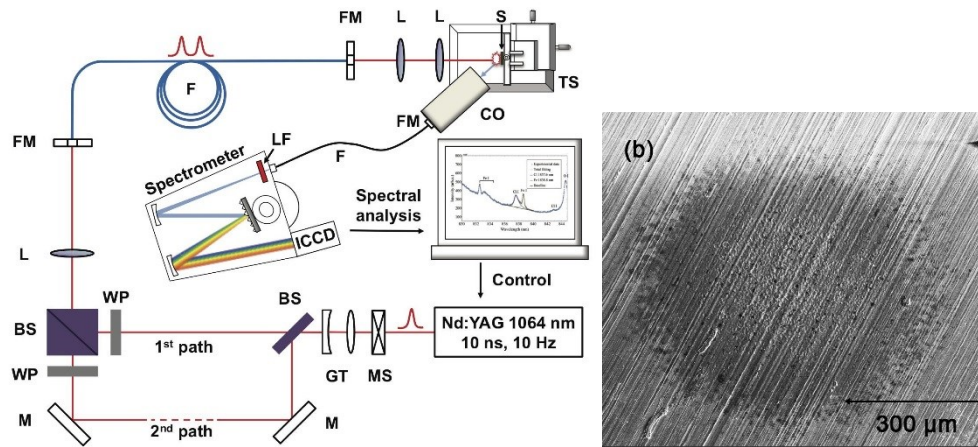 FM
L
L
S
F
TS
FM
CO
FM
LF
F
Spectrometer
Spectral
analysis
ICCD
L
Control
WP
BS
BS
1st path
Nd:YAG 1064 nm
10 ns, 10 Hz
WP
GT
MS
M
2nd path
M
(b)
300 µm